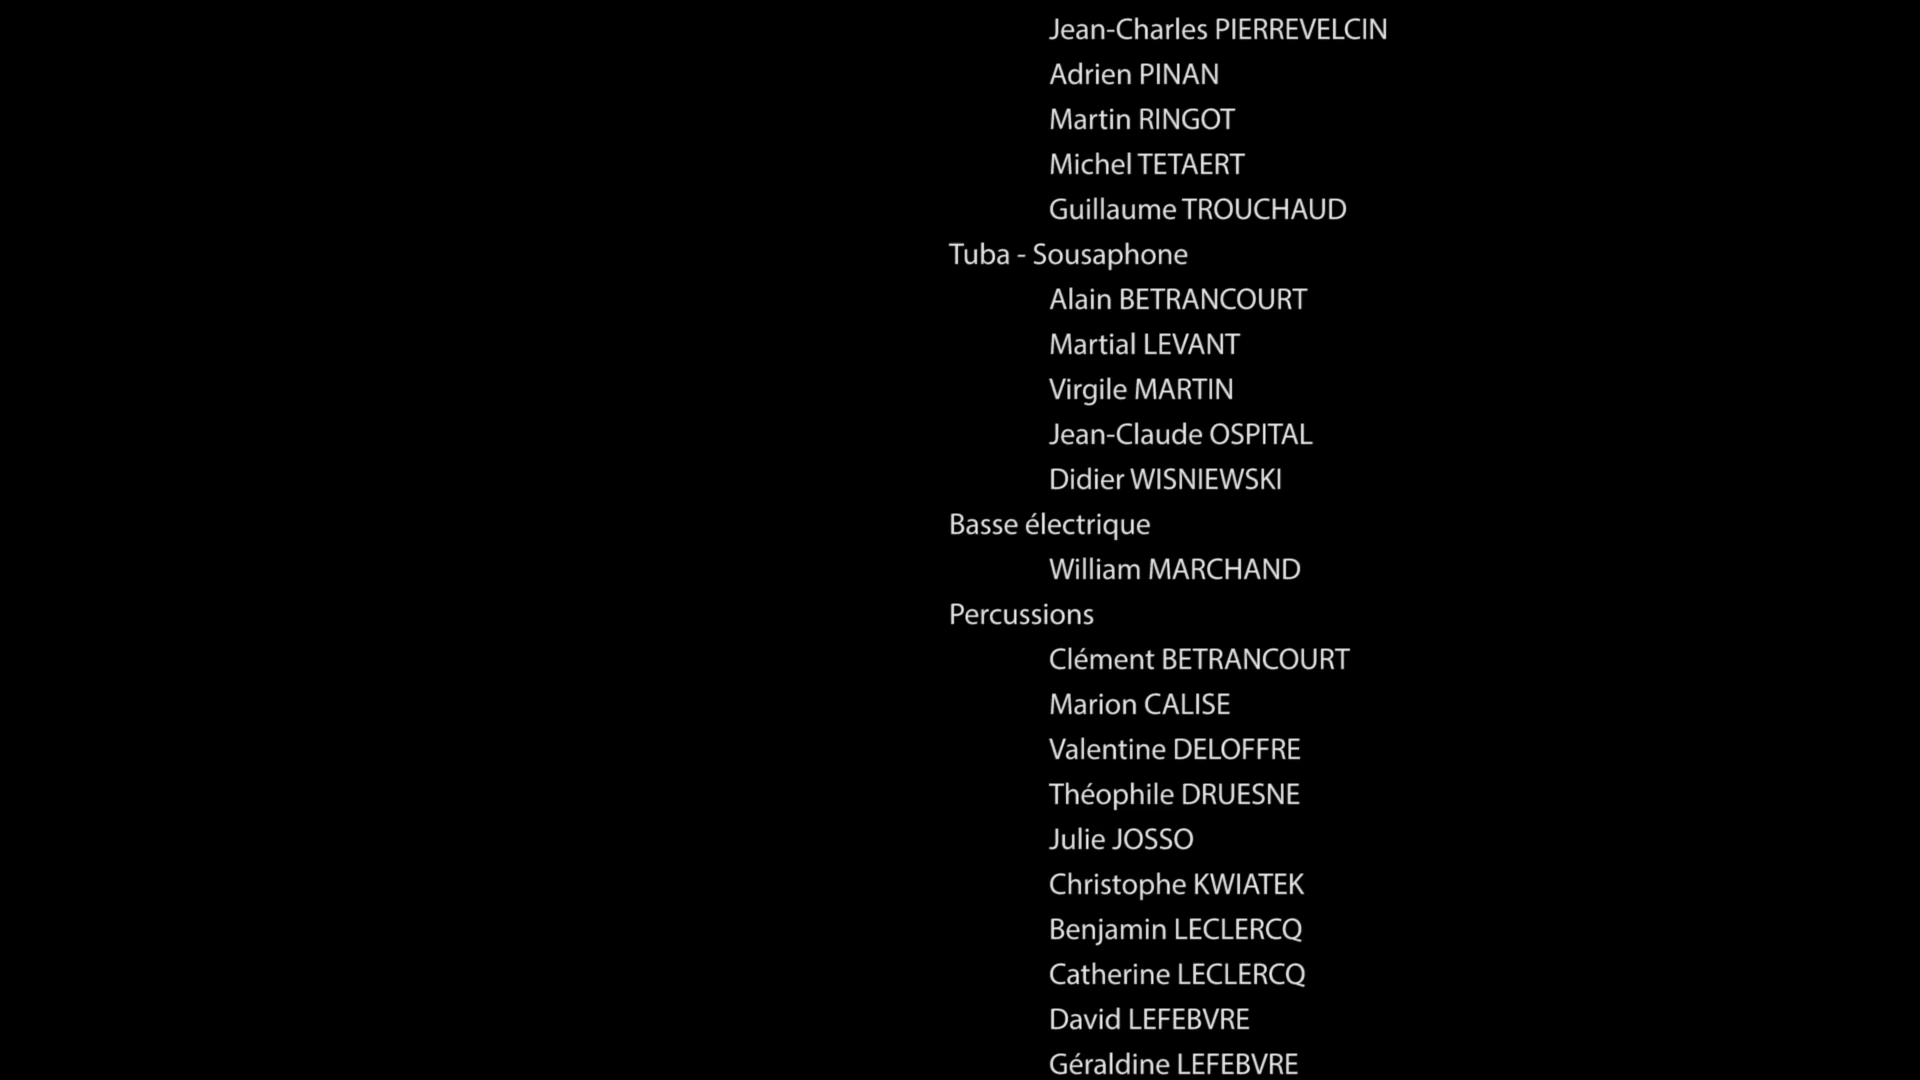 Jean-Charles PIERREVELCIN
Adrien PINAN
Martin RINGOT
Michel TETAERT
Guillaume TROUCHAUD
Tuba - Sousaphone
Alain BETRANCOURT
Martial LEVANT
Virgile MARTIN
Jean-Claude OSPITAL
Didier WISNIEWSKI
Basse électrique
William MARCHAND
Percussions
Clément BETRANCOURT
Marion CALISE
Valentine DELOFFRE
Théophile DRUESNE
Julie JOSSO
Christophe KWIATEK
Benjamin LECLERCQ
Catherine LECLERCQ
David LEFEBVRE
Géraldine LEFEBVRE